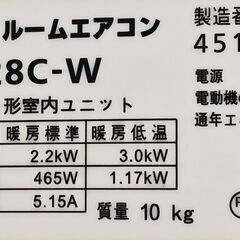 ルームエアコン
28C-W
形室内ユニット
暖房標準 暖房低温
2.2kW 3.0kW
465W 1.17kW
5.15A
質量 10 kg
製造番
451
電源
電動機
通年エネ